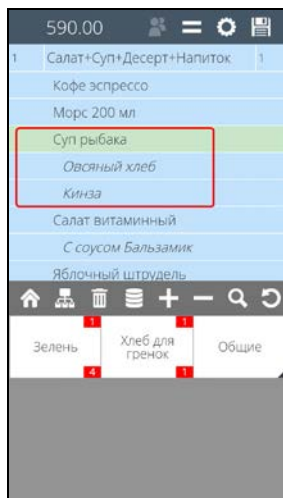 590.00
1 Салат+Суп+Десерт+Напиток 1
Кофе эспрессо
Морс 200 мл
Суп рыбака
Овсяный хлеб
Кинза
Салат витаминный
С соусом Бальзамик
Яблочный штрудель
1 1
Зелень Хлеб для гренок Общие
4 1